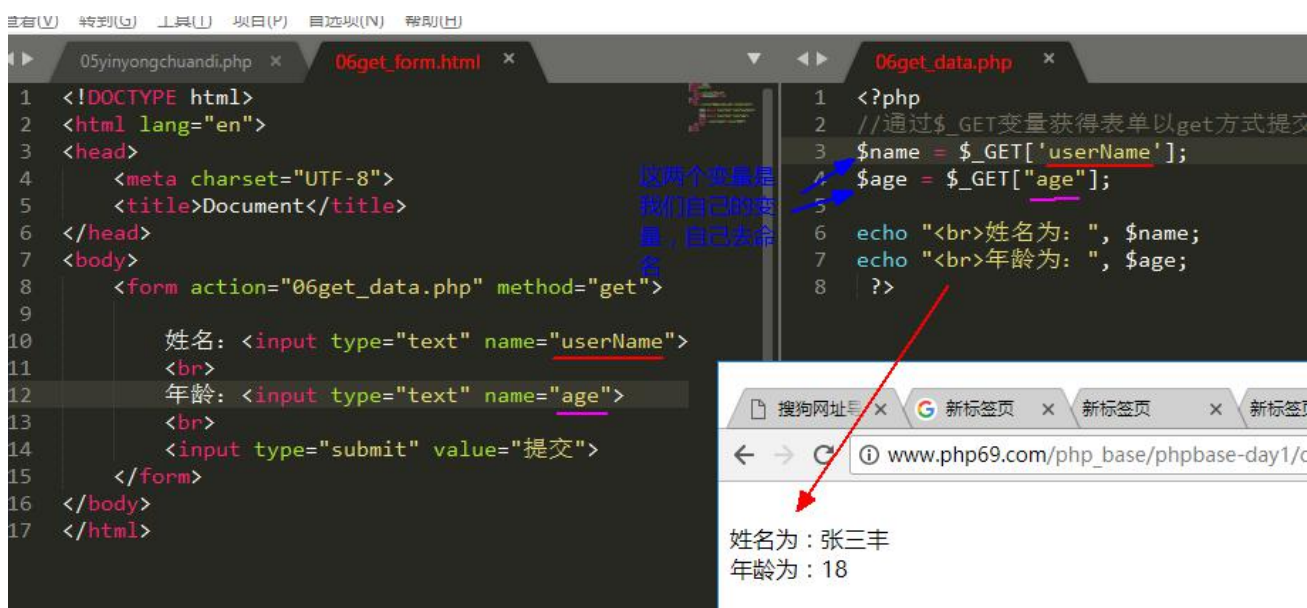 查看(V) 转到(G) 工具(T) 项目(P) 首选项(N) 帮助(H)
05yinyongchuandi.php × 06get_form.html ×
1 <!DOCTYPE html>
2 <html lang="en">
3 <head>
4 <meta charset="UTF-8">
5 <title>Document</title>
6 </head>
7 <body>
8 <form action="06get_data.php" method="get">
9
10 姓名: <input type="text" name="userName">
11 <br>
12 年龄: <input type="text" name="age">
13 <br>
14 <input type="submit" value="提交">
15 </form>
16 </body>
17 </html>
这两个变量是
我们自己的变
量，自己去命
名
06get_data.php ×
1 <?php
2 //通过$_GET变量获得表单以get方式提交
3 $name = $_GET['userName'];
4 $age = $_GET["age"];
5
6 echo "<br>姓名为: ", $name;
7 echo "<br>年龄为: ", $age;
8 ?>
搜狗网址导 × 新标签页 × 新标签页 × 新标签页
www.php69.com/php_base/phpbase-day1/
姓名为：张三丰
年龄为：18